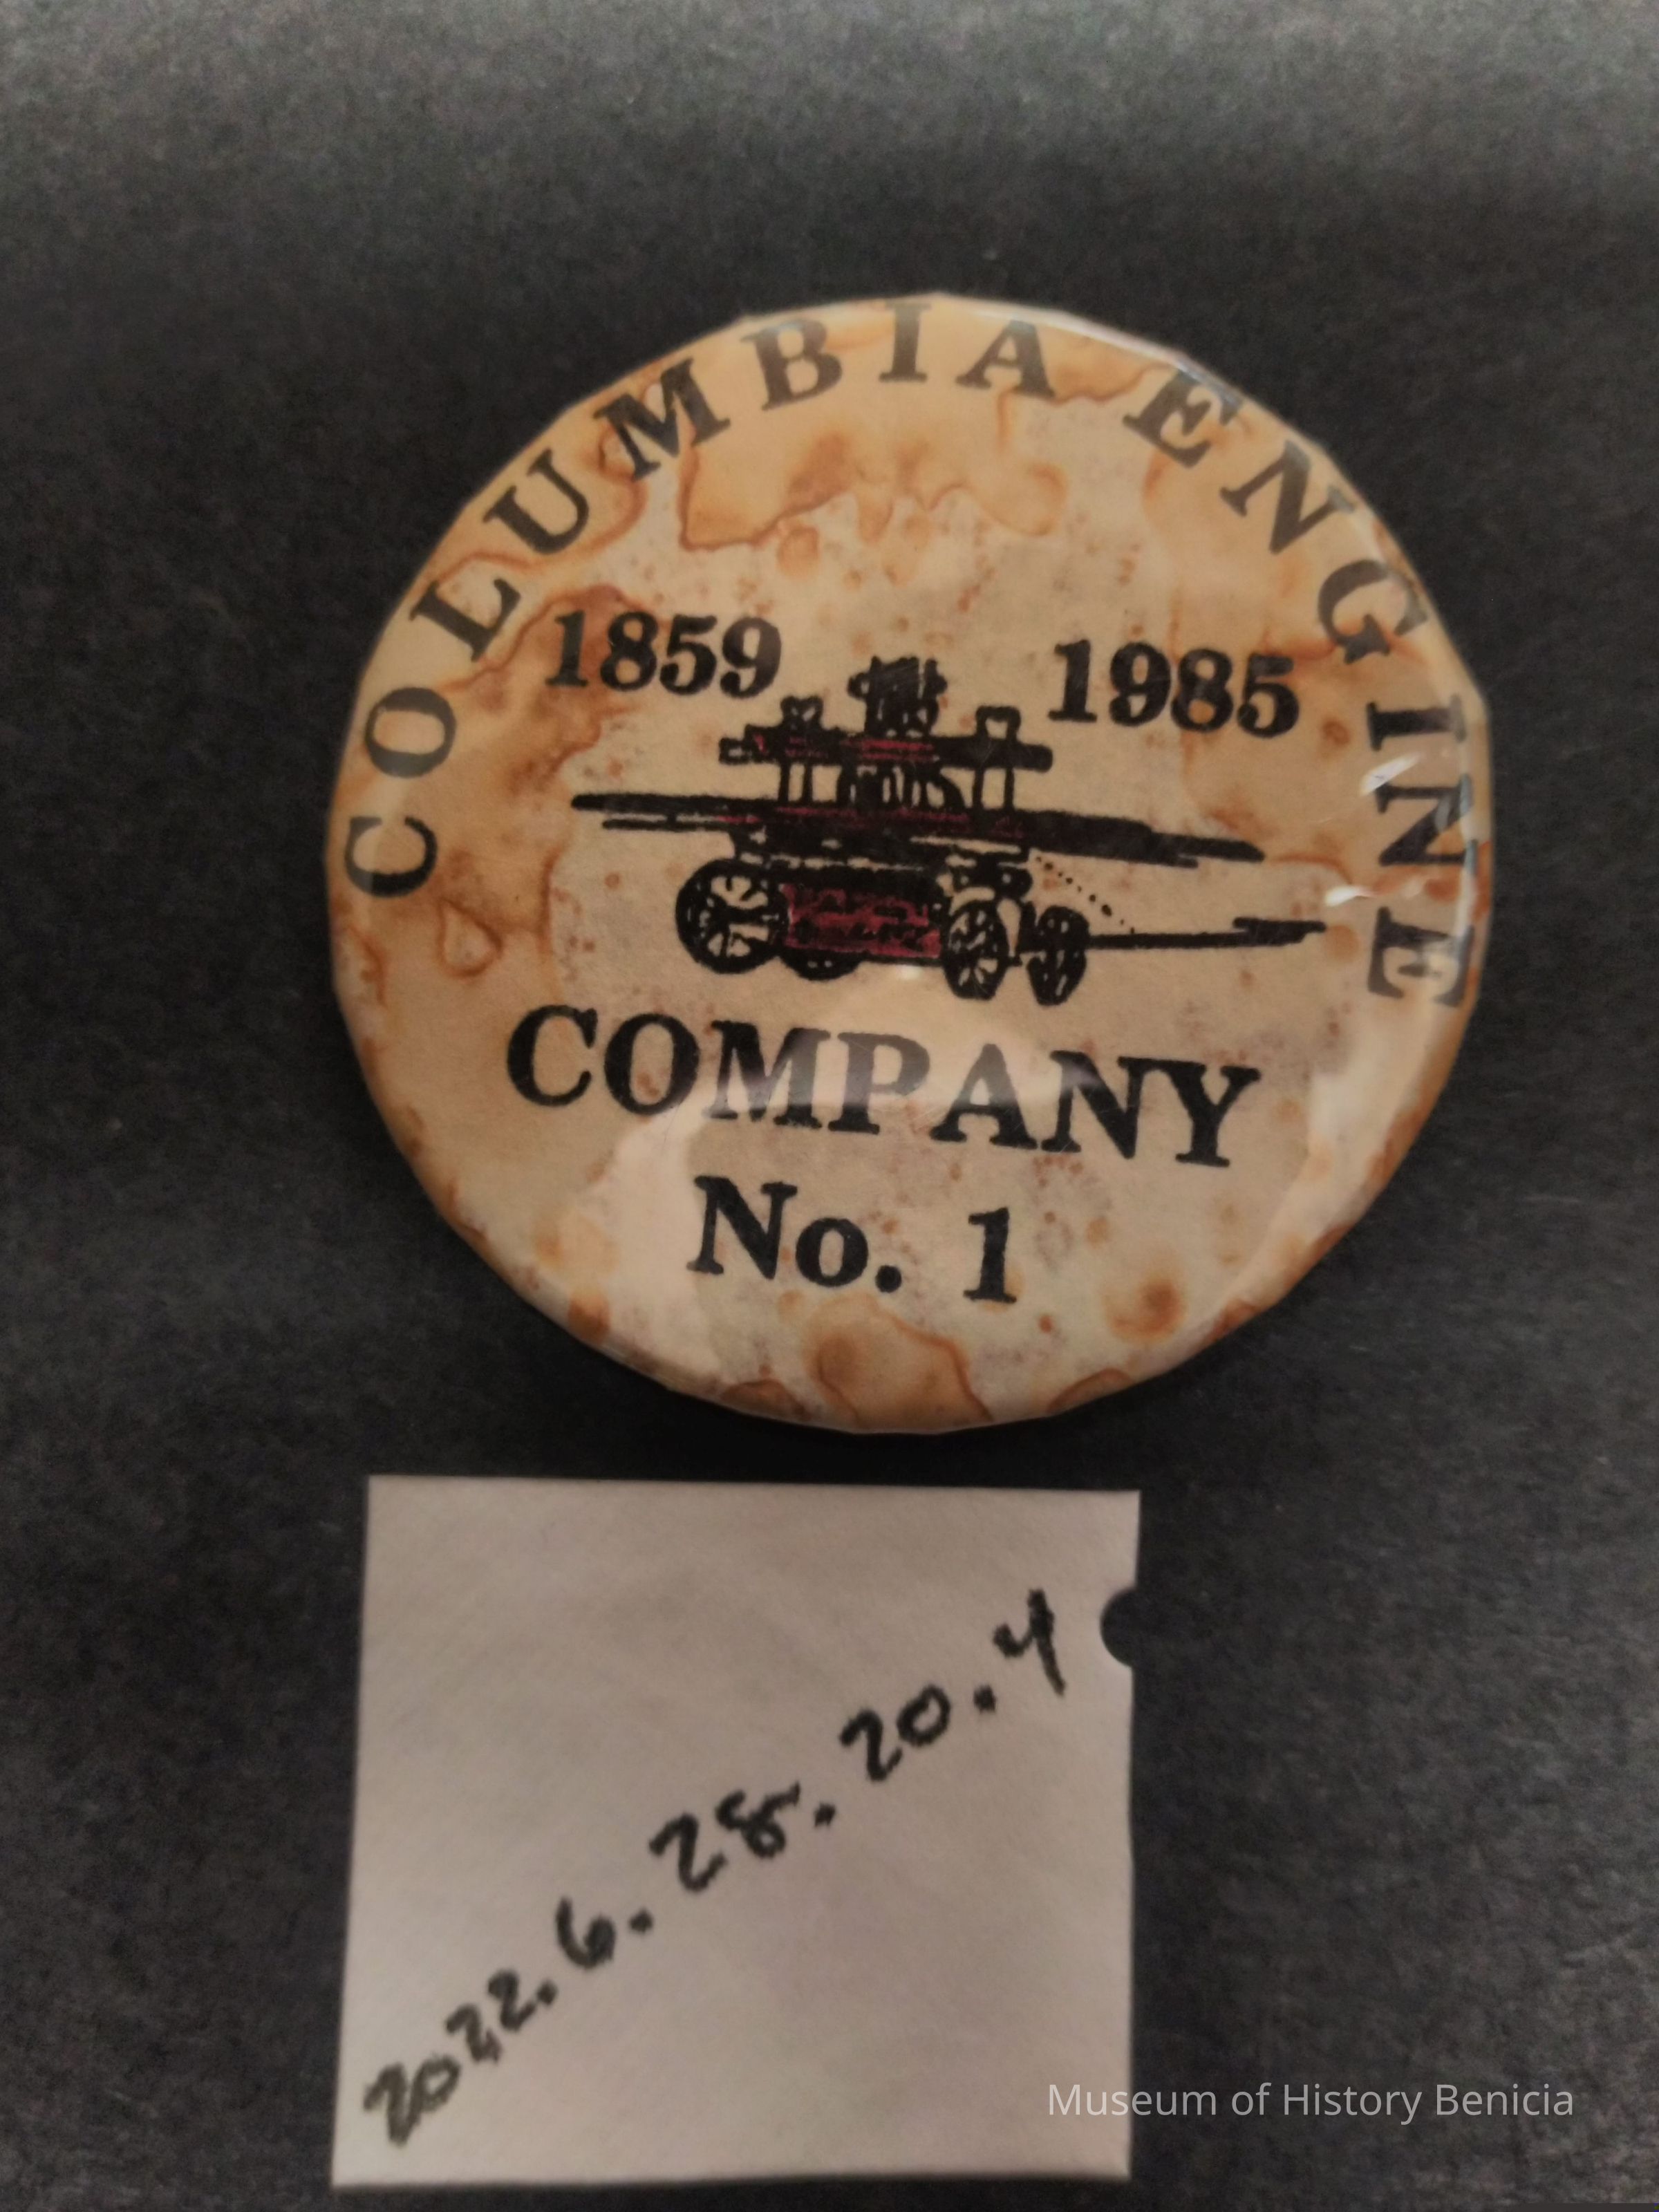 COLUMBIA ENGINE
1859 1985
COMPANY
No. 1
2022.6.28.20.4
Museum of History Benicia